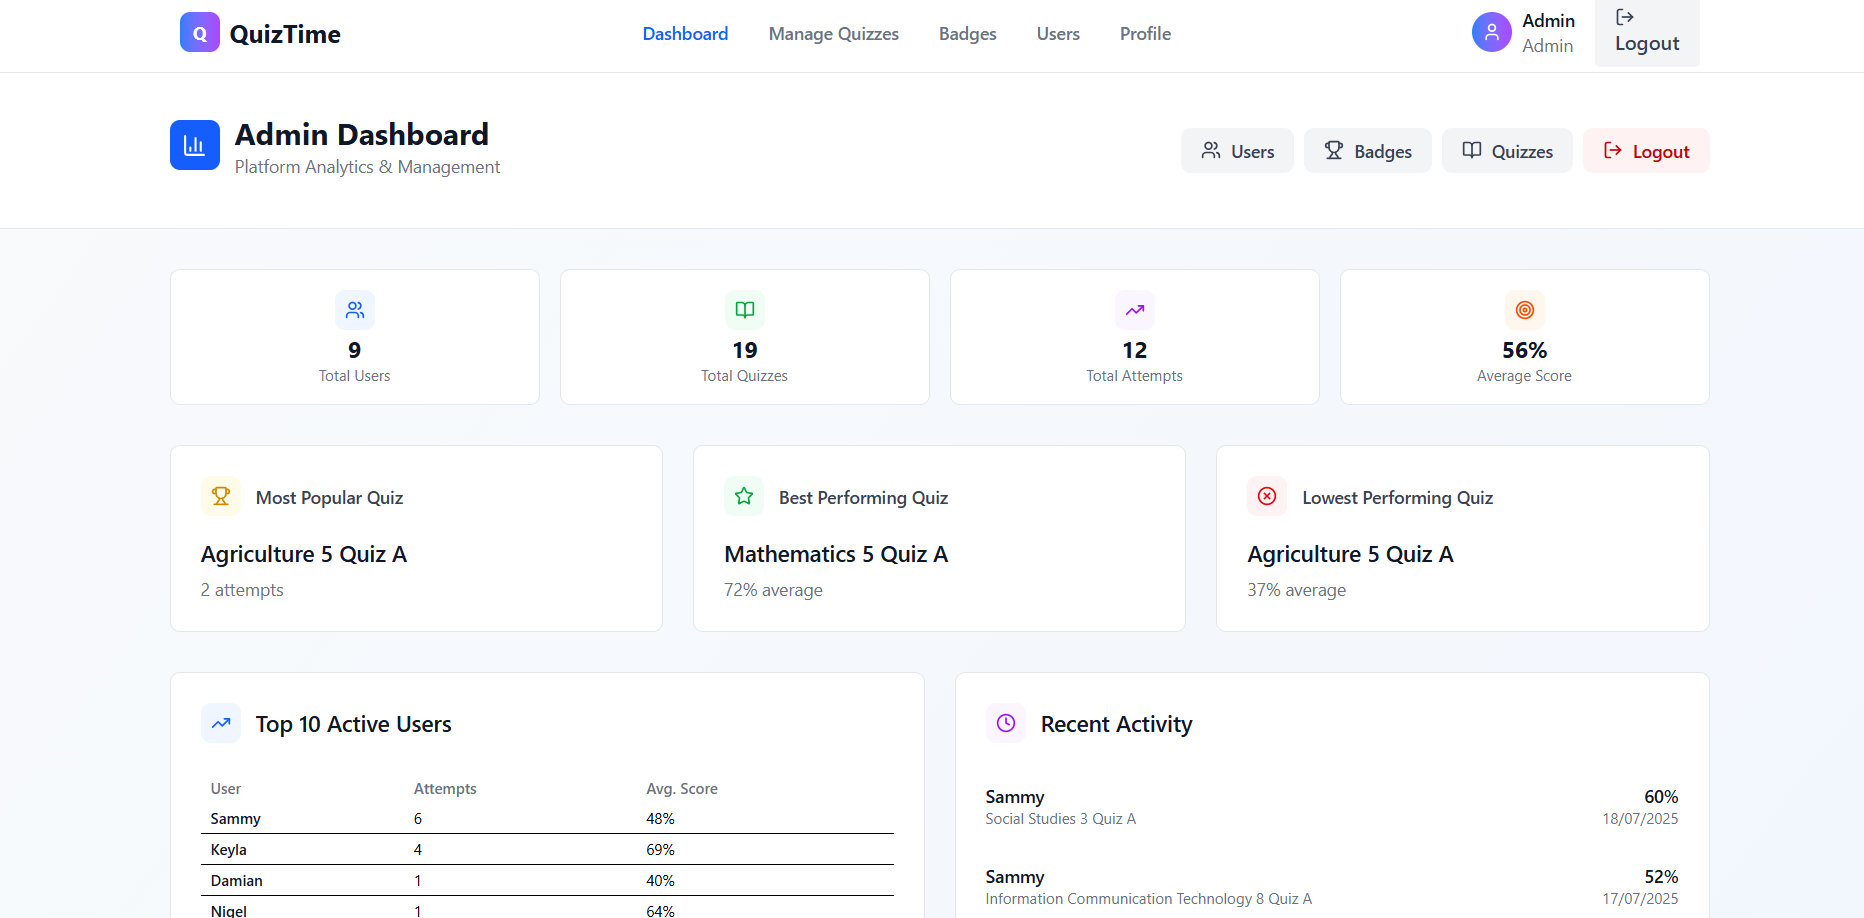 Q QuizTime
Dashboard Manage Quizzes Badges Users Profile
Admin
Admin
Logout
Admin Dashboard
Platform Analytics & Management
Users Badges Quizzes Logout
9
Total Users
19
Total Quizzes
12
Total Attempts
56%
Average Score
Most Popular Quiz
Agriculture 5 Quiz A
2 attempts
Best Performing Quiz
Mathematics 5 Quiz A
72% average
Lowest Performing Quiz
Agriculture 5 Quiz A
37% average
Top 10 Active Users
User Attempts Avg. Score
Sammy 6 48%
Keyla 4 69%
Damian 1 40%
Nigel 1 64%
Recent Activity
Sammy 60%
Social Studies 3 Quiz A 18/07/2025
Sammy 52%
Information Communication Technology 8 Quiz A 17/07/2025